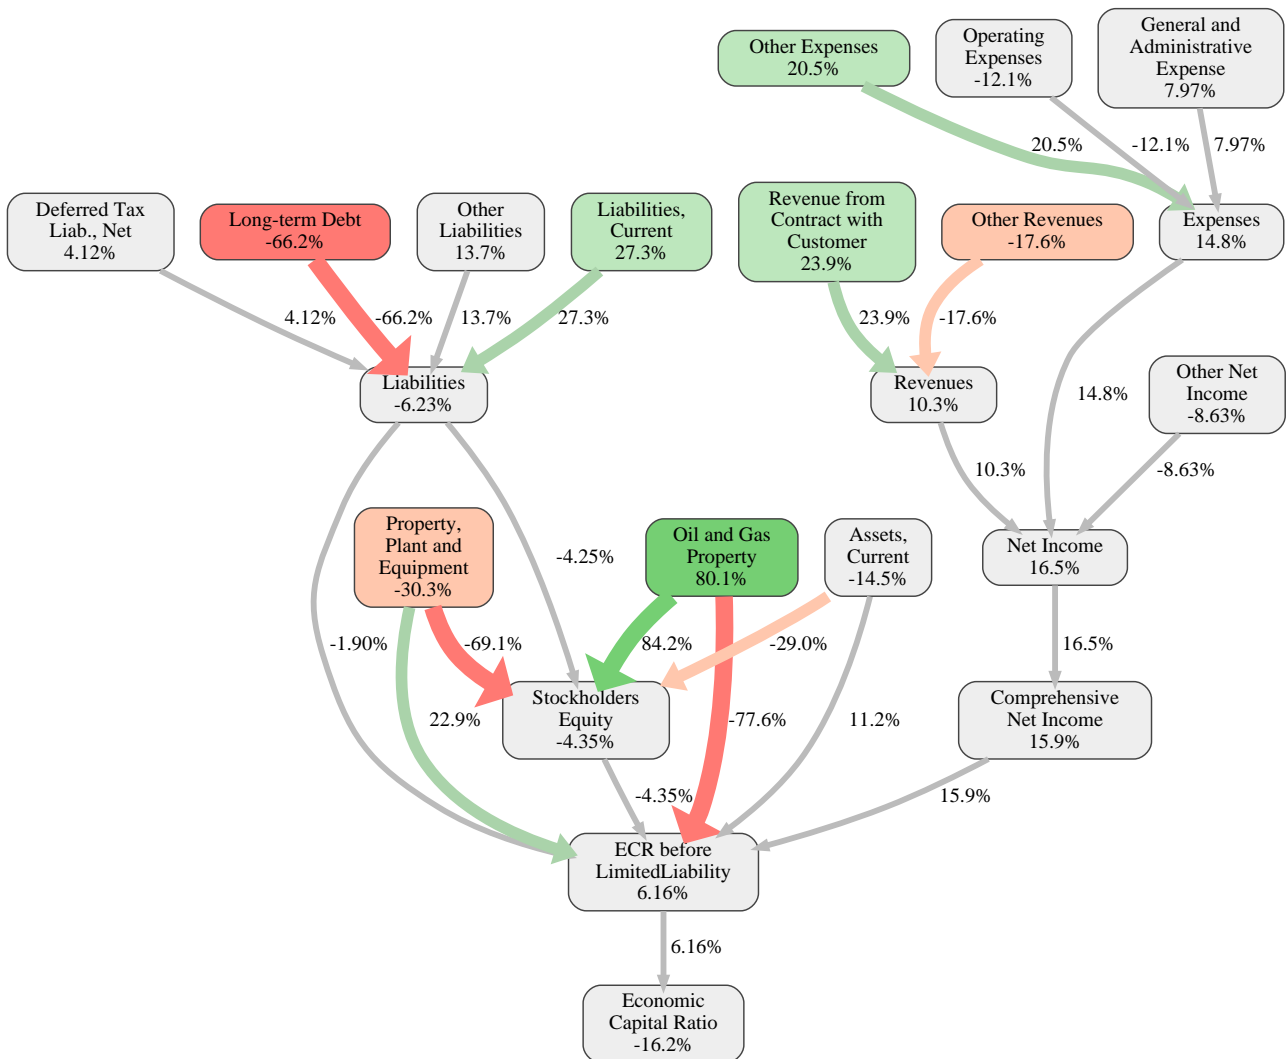 Other Expenses
20.5%
Operating
Expenses
-12.1%
General and
Administrative
Expense
7.97%
20.5%
-12.1%
7.97%
Deferred Tax
Liab., Net
4.12%
Long-term Debt
-66.2%
Other
Liabilities
13.7%
Liabilities,
Current
27.3%
Revenue from
Contract with
Customer
23.9%
Other Revenues
-17.6%
Expenses
14.8%
4.12%
-66.2%
13.7%
27.3%
23.9%
-17.6%
Liabilities
-6.23%
Revenues
10.3%
14.8%
Other Net
Income
-8.63%
10.3%
-8.63%
Property,
Plant and
Equipment
-30.3%
-4.25%
Oil and Gas
Property
80.1%
Assets,
Current
-14.5%
Net Income
16.5%
-1.90%
-69.1%
84.2%
-29.0%
16.5%
22.9%
Stockholders
Equity
-4.35%
-77.6%
11.2%
Comprehensive
Net Income
15.9%
-4.35%
15.9%
ECR before
LimitedLiability
6.16%
6.16%
Economic
Capital Ratio
-16.2%